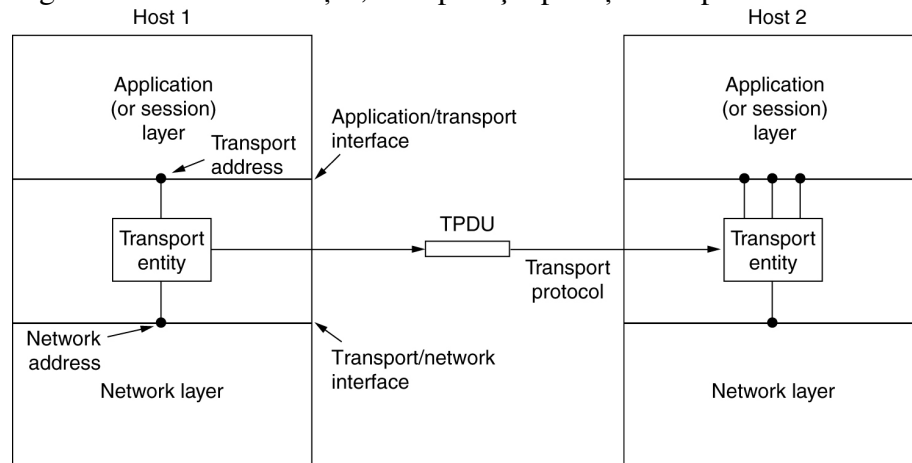 Host 1
Host 2
Application
(or session)
layer
Transport
address
Application/transport
interface
Application
(or session)
layer
Transport
entity
TPDU
Transport
protocol
Transport
entity
Network
address
Transport/network
interface
Network layer
Network layer